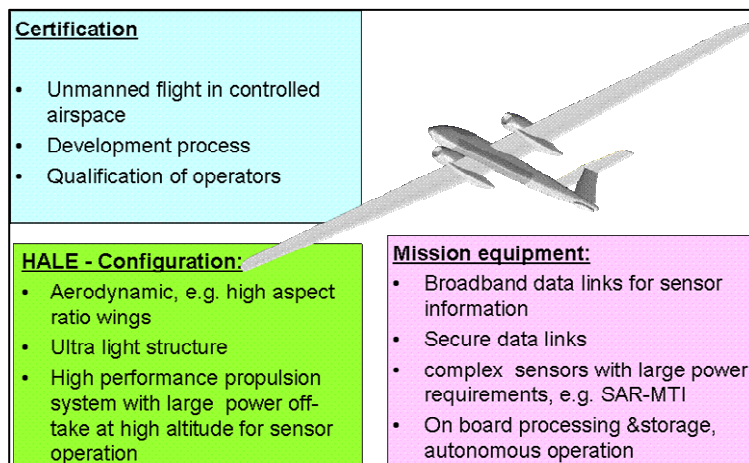 Certification
• Unmanned flight in controlled
airspace
• Development process
• Qualification of operators
HALE - Configuration:
• Aerodynamic, e.g. high aspect
ratio wings
• Ultra light structure
• High performance propulsion
system with large power off-
take at high altitude for sensor
operation
Mission equipment:
• Broadband data links for sensor
information
• Secure data links
• complex sensors with large power
requirements, e.g. SAR-MTI
• On board processing &storage,
autonomous operation